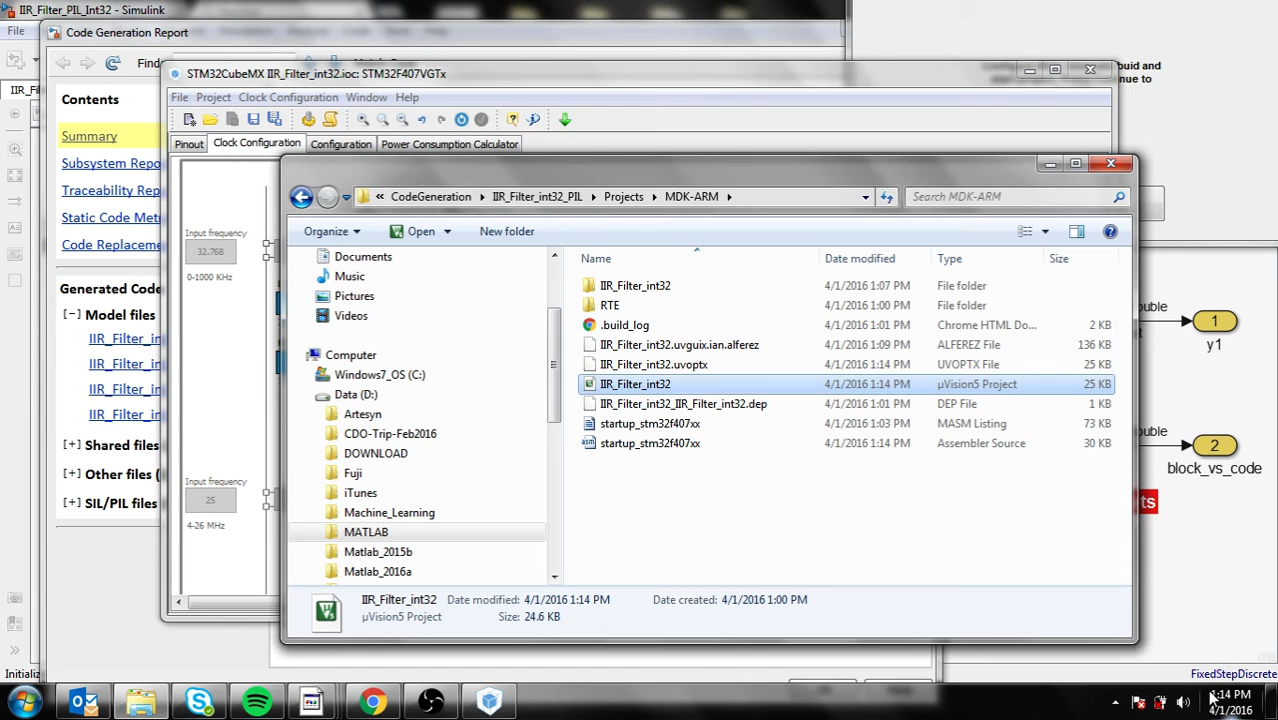 IIR_Filter_PIL_Int32 - Simulink
File
Code Generation Report
Find:
Contents
Summary
Subsystem Repo
Traceability Rep
Static Code Met
Code Replaceme
Generated Code
[-] Model files
IIR_Filter_in
IIR_Filter_in
IIR_Filter_in
IIR_Filter_in
[+] Shared files
[+] Other files (
[+] SIL/PIL files
STM32CubeMX IIR_Filter_int32.ioc: STM32F407VGTx
File Project Clock Configuration Window Help
Pinout Clock Configuration Configuration Power Consumption Calculator
Input frequency
32.768
0-1000 KHz
Input frequency
25
4-26 MHz
« CodeGeneration IIR_Filter_int32_PIL Projects MDK-ARM
Search MDK-ARM
Organize Open New folder
Documents
Music
Pictures
Videos
Computer
Windows7_OS (C:)
Data (D:)
Artesyn
CDO-Trip-Feb2016
DOWNLOAD
Fuji
iTunes
Machine_Learning
MATLAB
Matlab_2015b
Matlab_2016a
Name Date modified Type Size
IIR_Filter_int32 4/1/2016 1:07 PM File folder
RTE 4/1/2016 1:00 PM File folder
.build_log 4/1/2016 1:01 PM Chrome HTML Do... 2 KB
IIR_Filter_int32.uvguix.ian.alferez 4/1/2016 1:09 PM ALFEREZ File 136 KB
IIR_Filter_int32.uvoptx 4/1/2016 1:14 PM UVOPTX File 25 KB
IIR_Filter_int32 4/1/2016 1:14 PM µVision5 Project 25 KB
IIR_Filter_int32_IIR_Filter_int32.dep 4/1/2016 1:01 PM DEP File 1 KB
startup_stm32f407xx 4/1/2016 1:03 PM MASM Listing 73 KB
startup_stm32f407xx 4/1/2016 1:14 PM Assembler Source 30 KB
IIR_Filter_int32 Date modified: 4/1/2016 1:14 PM Date created: 4/1/2016 1:00 PM
µVision5 Project Size: 24.6 KB
buid and
nue to
ouble
1
y1
ouble
2
block_vs_code
ts
Initializ
FixedStepDiscrete
1:14 PM
4/1/2016